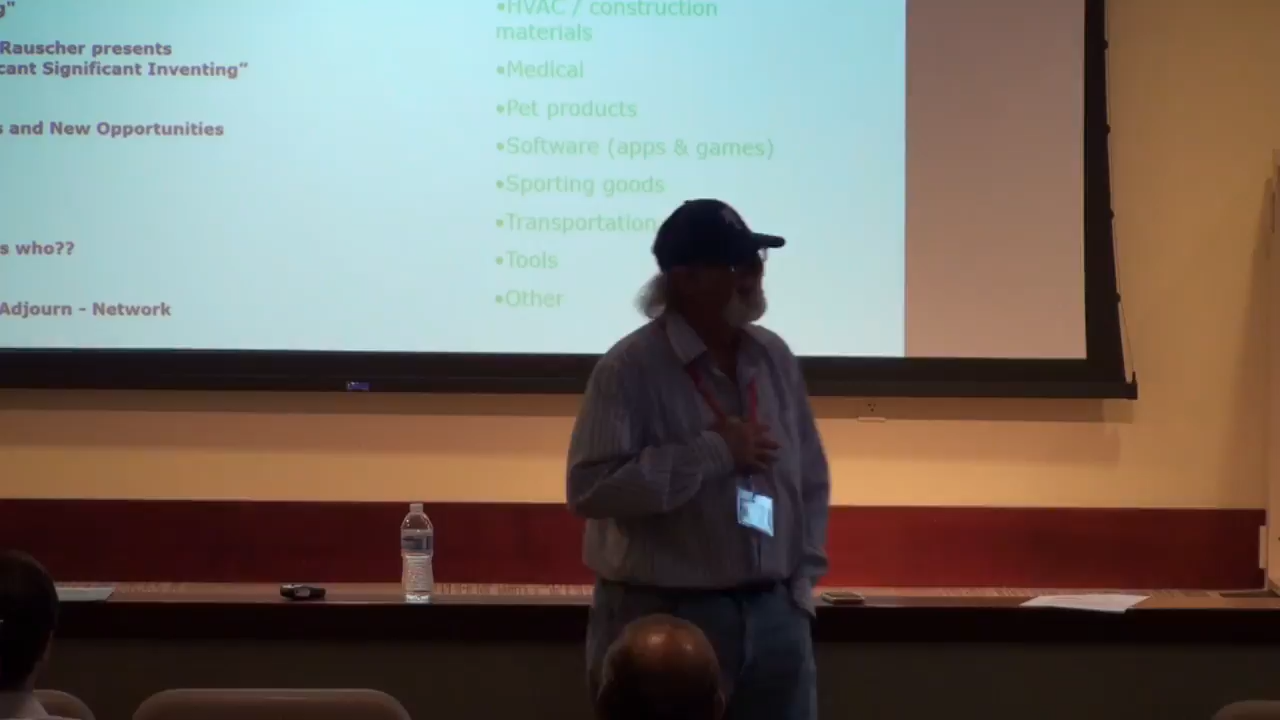 g"
Rauscher presents
cant Significant Inventing"
s and New Opportunities
s who??
Adjourn - Network
•HVAC / construction
materials
•Medical
•Pet products
•Software (apps & games)
•Sporting goods
•Transportation
•Tools
•Other